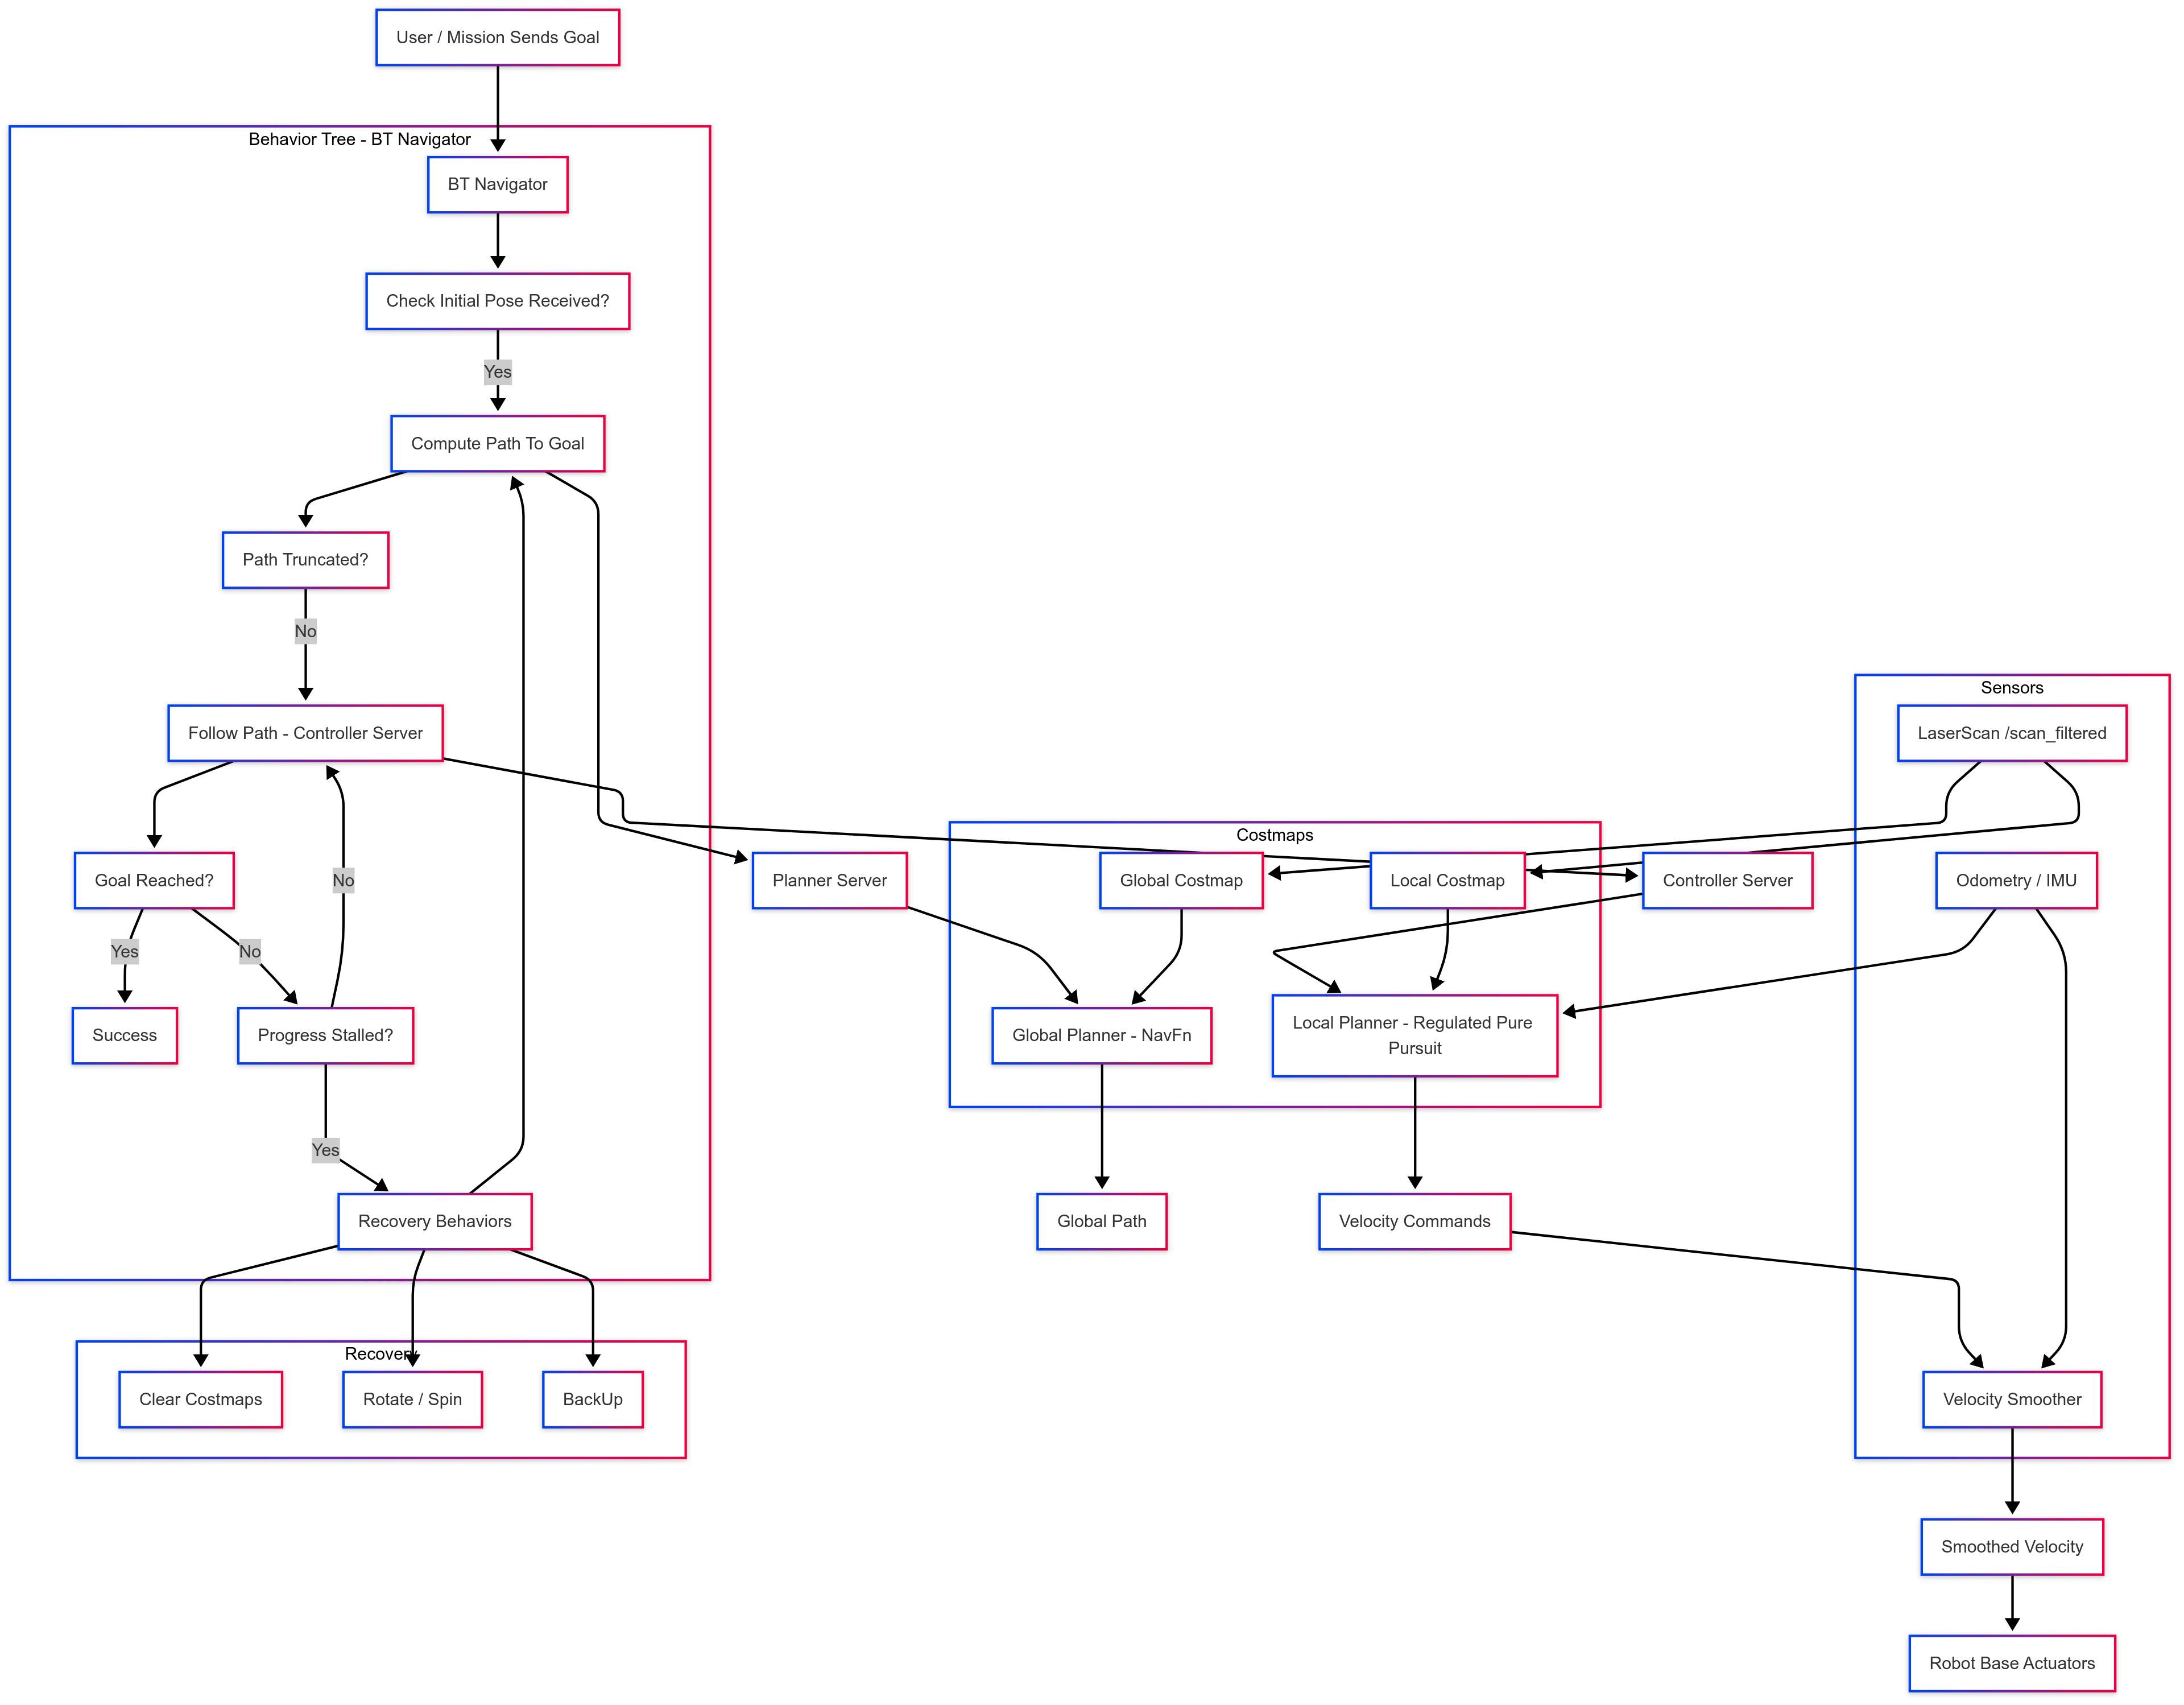 User / Mission Sends Goal
Behavior Tree - BT Navigator
BT Navigator
Check Initial Pose Received?
Yes
Compute Path To Goal
Path Truncated?
No
Follow Path - Controller Server
Goal Reached?
No
Yes
No
Success
Progress Stalled?
Yes
Recovery Behaviors
Recovery
Clear Costmaps
Rotate / Spin
BackUp
Planner Server
Costmaps
Global Costmap
Local Costmap
Controller Server
Global Planner - NavFn
Local Planner - Regulated Pure
Pursuit
Global Path
Velocity Commands
Sensors
LaserScan /scan_filtered
Odometry / IMU
Velocity Smoother
Smoothed Velocity
Robot Base Actuators